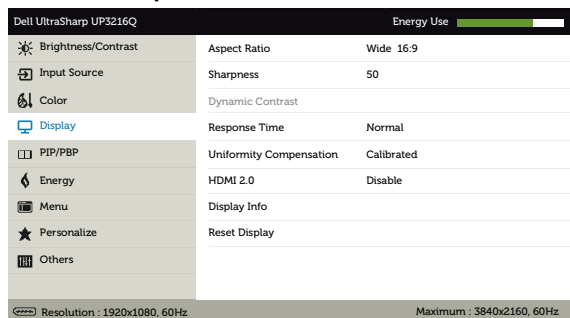 Dell UltraSharp UP3216Q Energy Use
Brightness/Contrast
Input Source
Color
Display
PIP/PBP
Energy
Menu
Personalize
Others
Aspect Ratio Wide 16:9
Sharpness 50
Dynamic Contrast
Response Time Normal
Uniformity Compensation Calibrated
HDMI 2.0 Disable
Display Info
Reset Display
Resolution : 1920x1080, 60Hz Maximum : 3840x2160, 60Hz